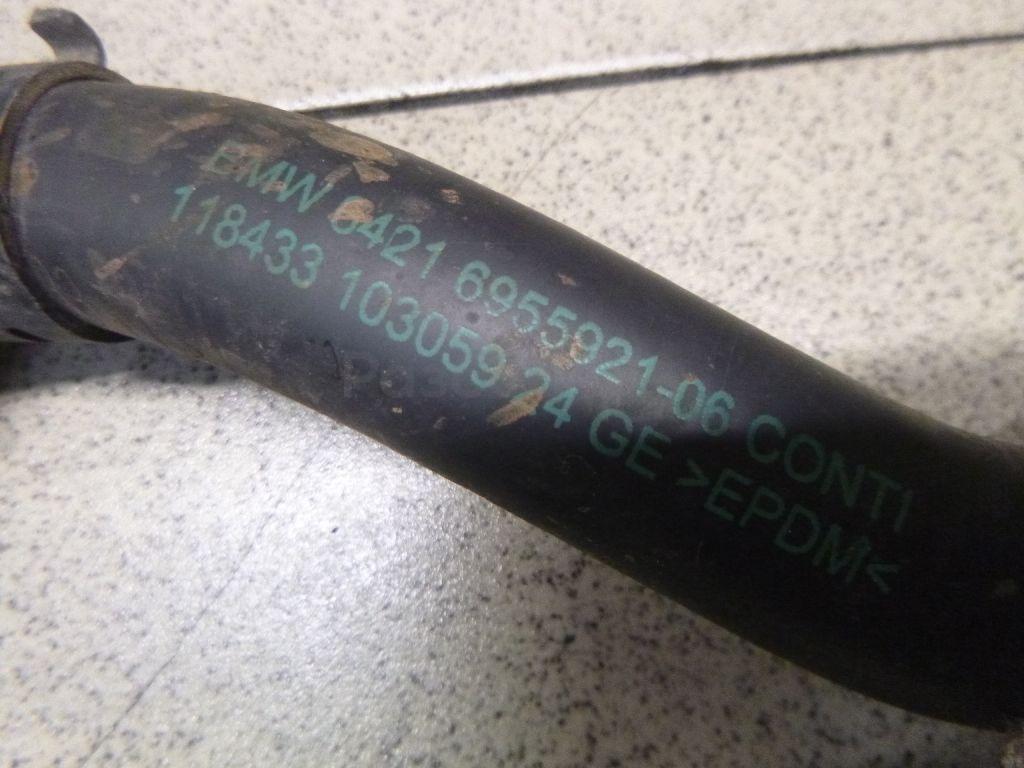 BMW 6421 6955921-06 CONTI
118433 103059 24 GE >EPDM<